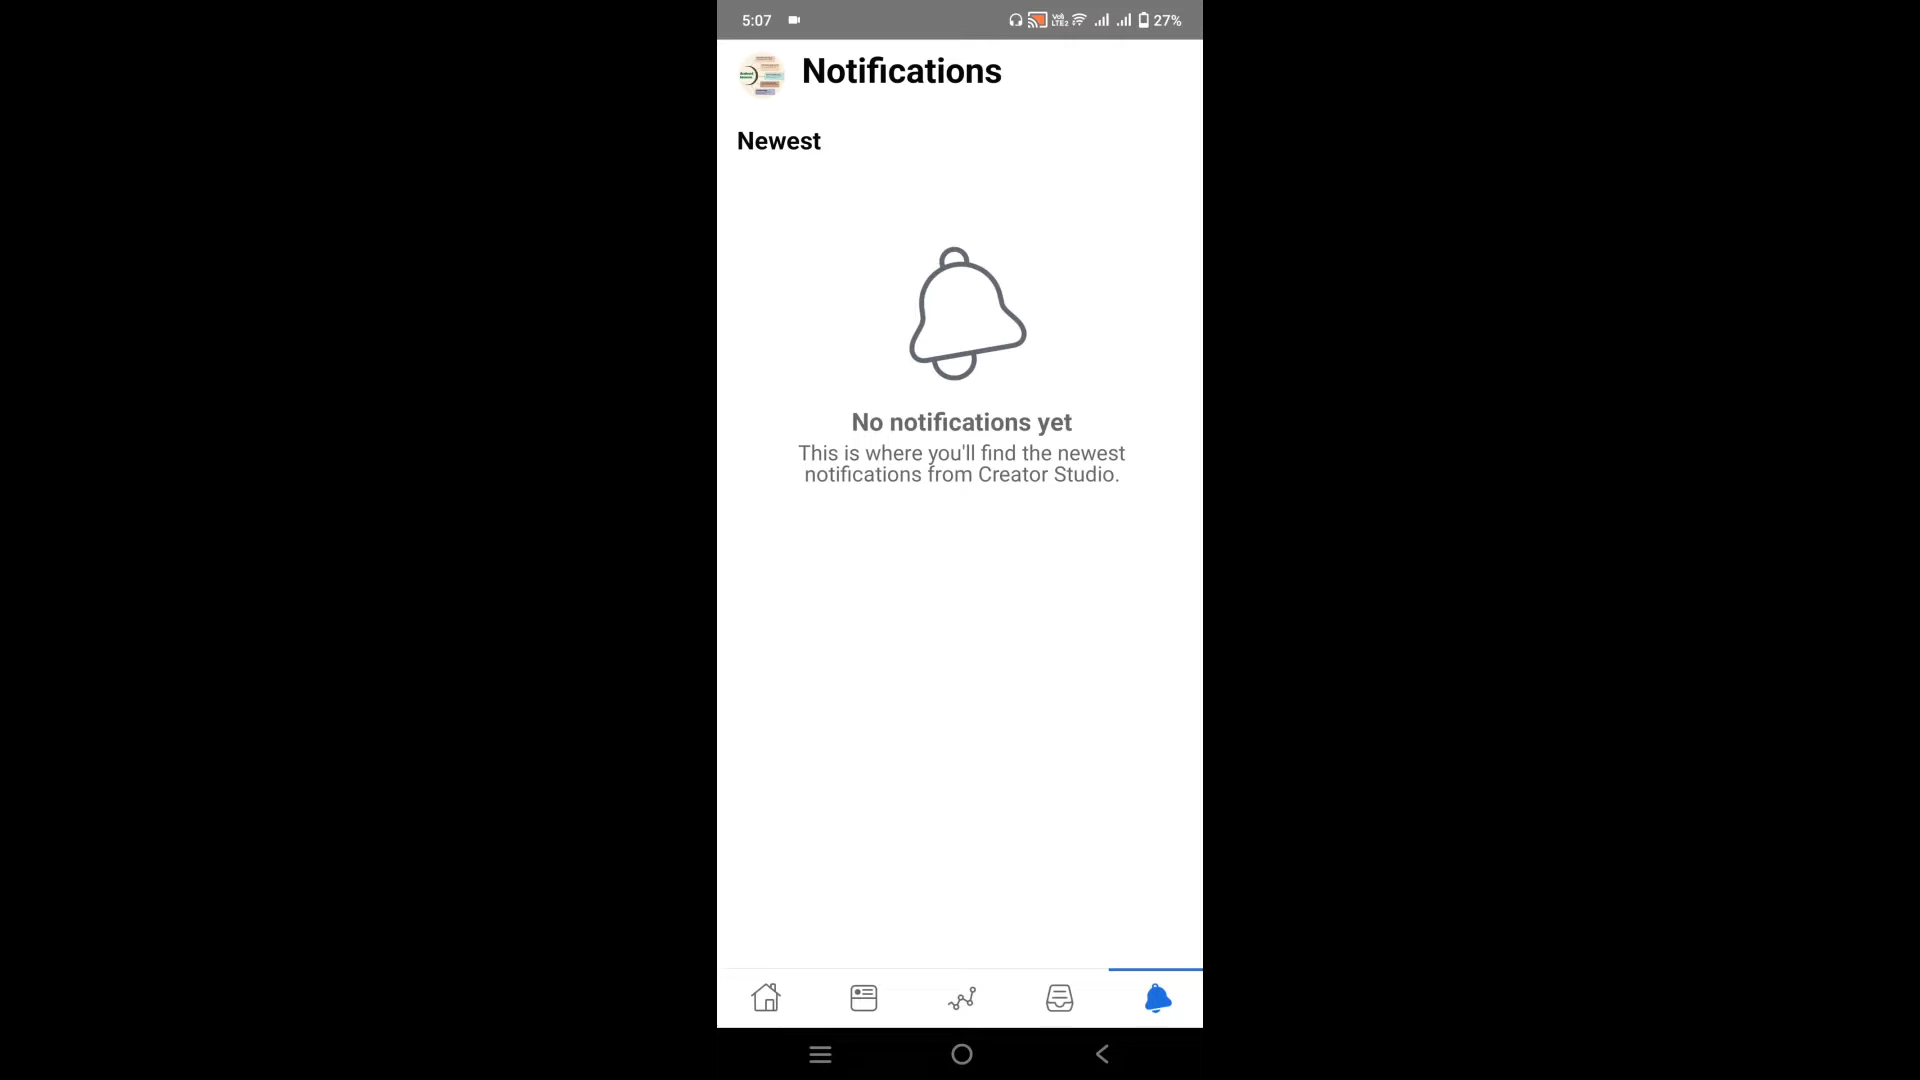 5:07
27%
Notifications
Newest
No notifications yet
This is where you'll find the newest
notifications from Creator Studio.